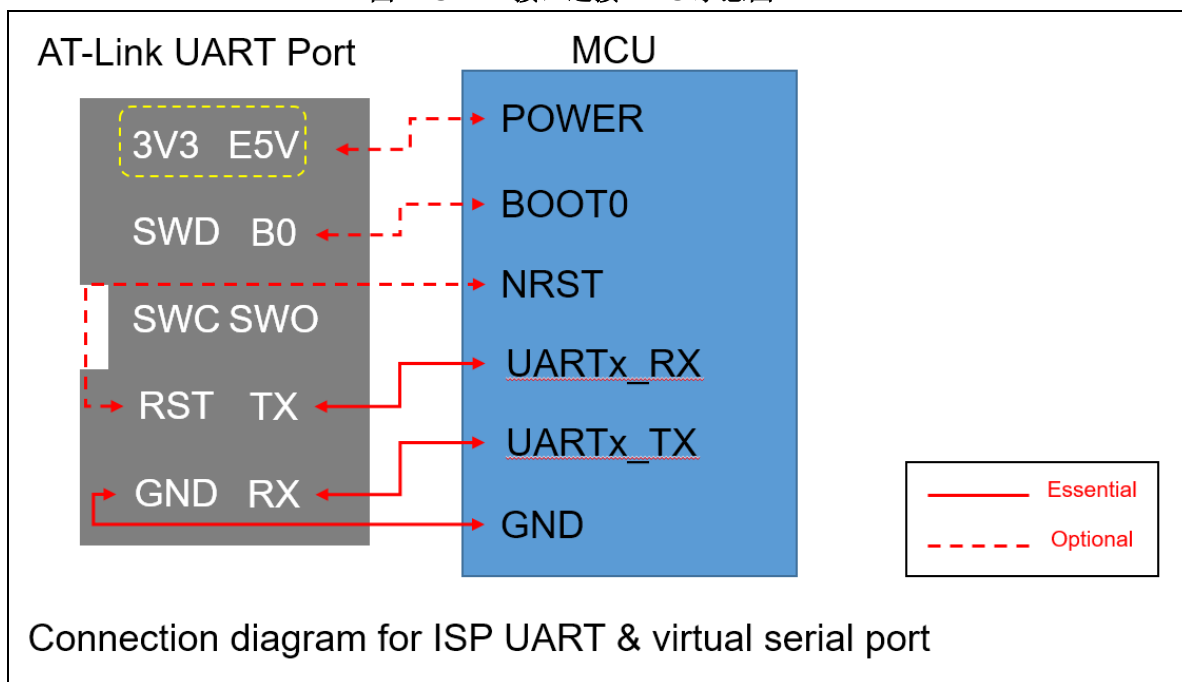 AT-Link UART Port
MCU
3V3 E5V
POWER
SWD B0
BOOT0
SWC SWO
NRST
RST TX
UARTx_RX
GND RX
UARTx_TX
GND
Essential
Optional
Connection diagram for ISP UART & virtual serial port